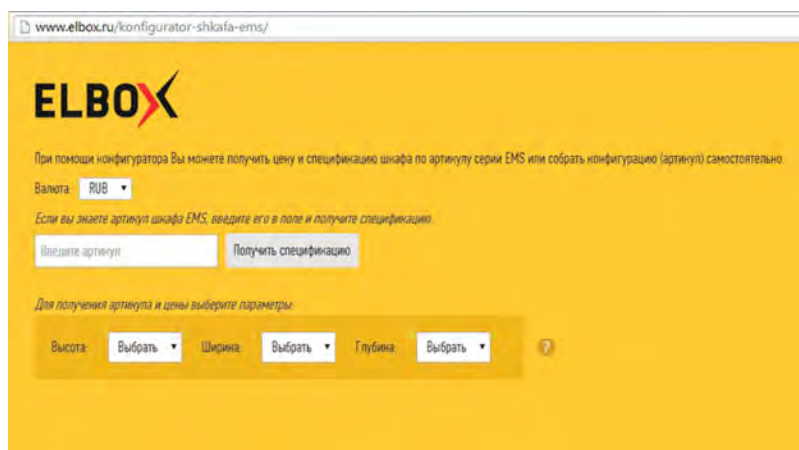 www.elbox.ru/konfigurator-shkafa-ems/
ELBOX
При помощи конфигуратора Вы можете получить цену и спецификацию шкафа по артикулу серии EMS или собрать конфигурацию (артикул) самостоятельно.
Валюта: RUB
Если вы знаете артикул шкафа EMS, введите его в поле и получите спецификацию.
Введите артикул Получить спецификацию
Для получения артикула и цены выберите параметры:
Высота: Выбрать Ширина: Выбрать Глубина: Выбрать ?